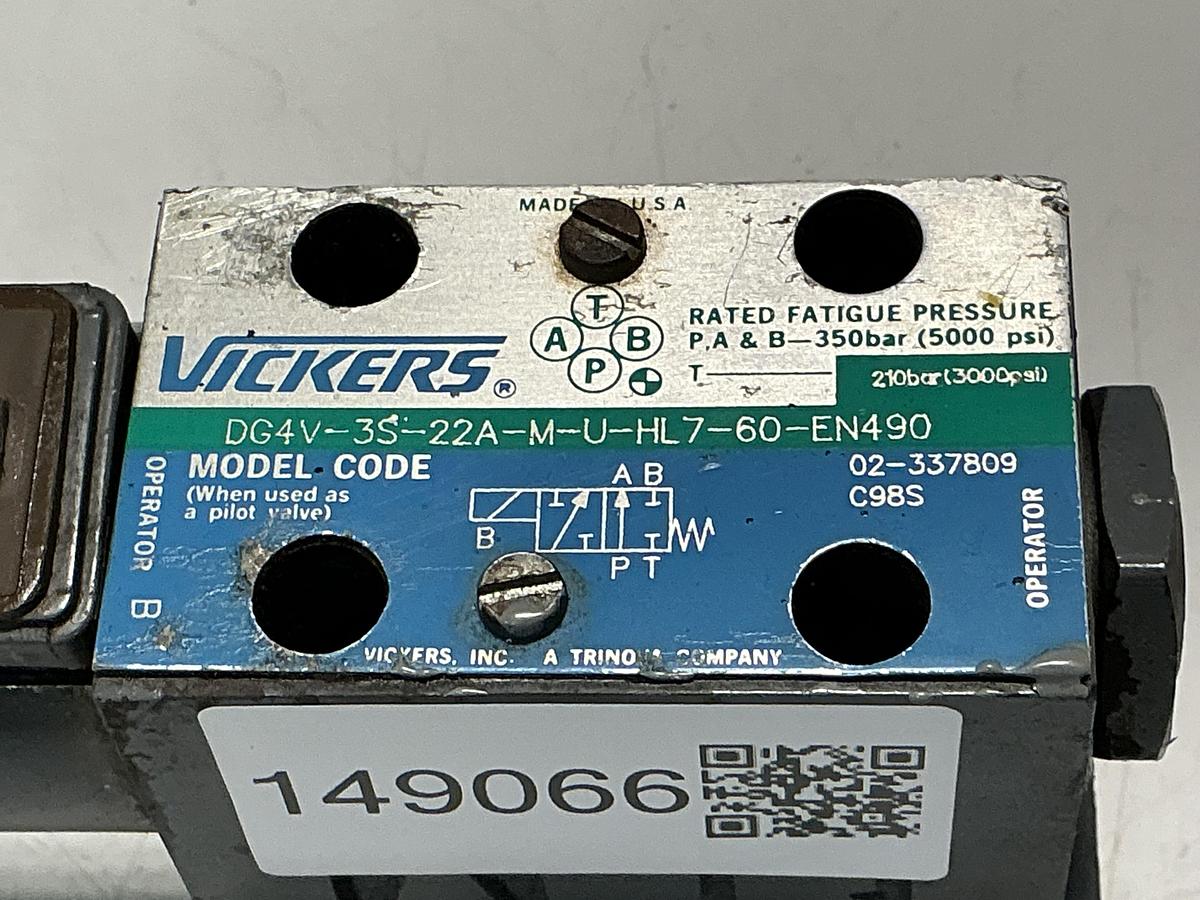 MADE U.S.A
T
A B
P
RATED FATIGUE PRESSURE
P,A & B—350bar (5000 psi)
T 210bar(3000psi)
VICKERS®
DG4V-3S-22A-M-U-HL7-60-EN490
OPERATOR B
MODEL CODE
(When used as
a pilot valve)
A B
B
P T
02-337809
C98S
OPERATOR
VICKERS, INC. A TRINOVA COMPANY
149066